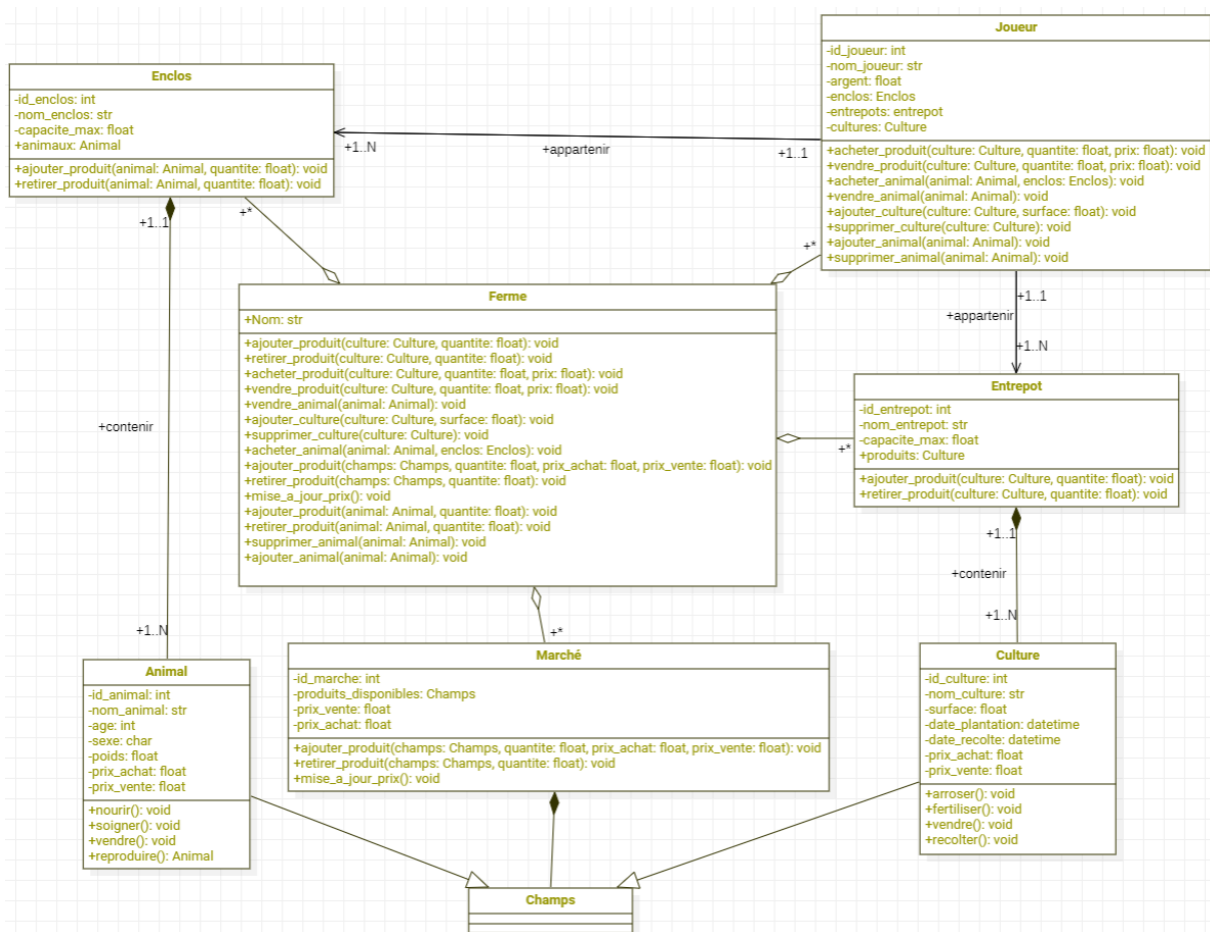 Joueur
-id_joueur: int
-nom_joueur: str
-argent: float
-enclos: Enclos
-entrepots: entrepot
-cultures: Culture
+acheter_produit(culture: Culture, quantite: float, prix: float): void
+vendre_produit(culture: Culture, quantite: float, prix: float): void
+acheter_animal(animal: Animal, enclos: Enclos): void
+vendre_animal(animal: Animal): void
+ajouter_culture(culture: Culture, surface: float): void
+supprimer_culture(culture: Culture): void
+ajouter_animal(animal: Animal): void
+supprimer_animal(animal: Animal): void
Enclos
-id_enclos: int
-nom_enclos: str
-capacite_max: float
+animaux: Animal
+ajouter_produit(animal: Animal, quantite: float): void
+retirer_produit(animal: Animal, quantite: float): void
+1..N
+appartenir
+1..1
+1..1
+*
+*
+1..1
+appartenir
+1..N
Ferme
+Nom: str
+ajouter_produit(culture: Culture, quantite: float): void
+retirer_produit(culture: Culture, quantite: float): void
+acheter_produit(culture: Culture, quantite: float, prix: float): void
+vendre_produit(culture: Culture, quantite: float, prix: float): void
+vendre_animal(animal: Animal): void
+ajouter_culture(culture: Culture, surface: float): void
+supprimer_culture(culture: Culture): void
+acheter_animal(animal: Animal, enclos: Enclos): void
+ajouter_produit(champs: Champs, quantite: float, prix_achat: float, prix_vente: float): void
+retirer_produit(champs: Champs, quantite: float): void
+mise_a_jour_prix(): void
+ajouter_produit(animal: Animal, quantite: float): void
+retirer_produit(animal: Animal, quantite: float): void
+supprimer_animal(animal: Animal): void
+ajouter_animal(animal: Animal): void
Entrepot
-id_entrepot: int
-nom_entrepot: str
-capacite_max: float
+produits: Culture
+ajouter_produit(culture: Culture, quantite: float): void
+retirer_produit(culture: Culture, quantite: float): void
+*
+contenir
+1..1
+contenir
+1..N
+1..N
+*
Animal
-id_animal: int
-nom_animal: str
-age: int
-sexe: char
-poids: float
-prix_achat: float
-prix_vente: float
+nourir(): void
+soigner(): void
+vendre(): void
+reproduire(): Animal
Marché
-id_marche: int
-produits_disponibles: Champs
-prix_vente: float
-prix_achat: float
+ajouter_produit(champs: Champs, quantite: float, prix_achat: float, prix_vente: float): void
+retirer_produit(champs: Champs, quantite: float): void
+mise_a_jour_prix(): void
Culture
-id_culture: int
-nom_culture: str
-surface: float
-date_plantation: datetime
-date_recolte: datetime
-prix_achat: float
-prix_vente: float
+arroser(): void
+fertiliser(): void
+vendre(): void
+recolter(): void
Champs